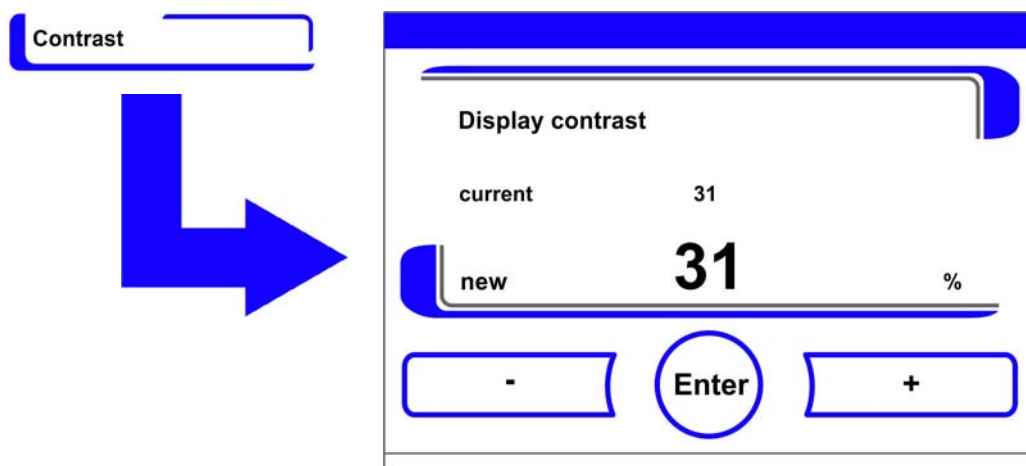 Contrast
Display contrast
current 31
new 31 %
- Enter +